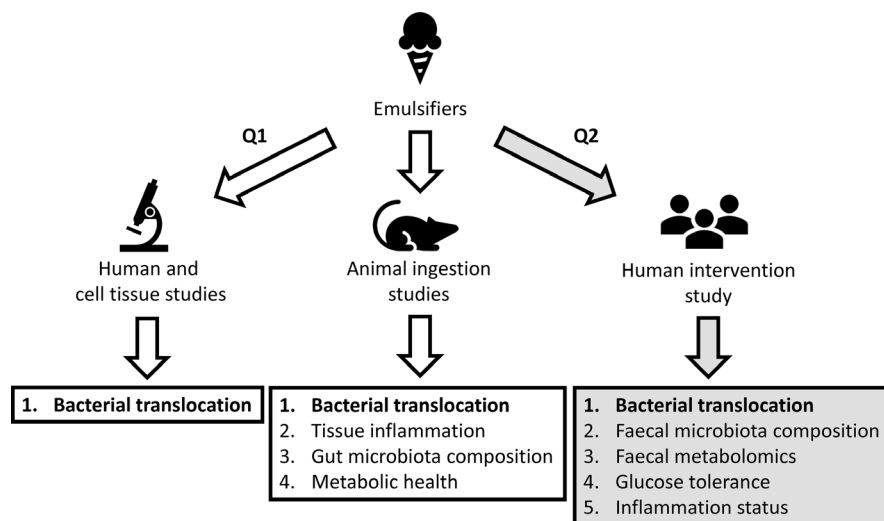 Emulsifiers
Q1
Q2
Human and
cell tissue studies
Animal ingestion
studies
Human intervention
study
1. Bacterial translocation
1. Bacterial translocation
2. Tissue inflammation
3. Gut microbiota composition
4. Metabolic health
1. Bacterial translocation
2. Faecal microbiota composition
3. Faecal metabolomics
4. Glucose tolerance
5. Inflammation status